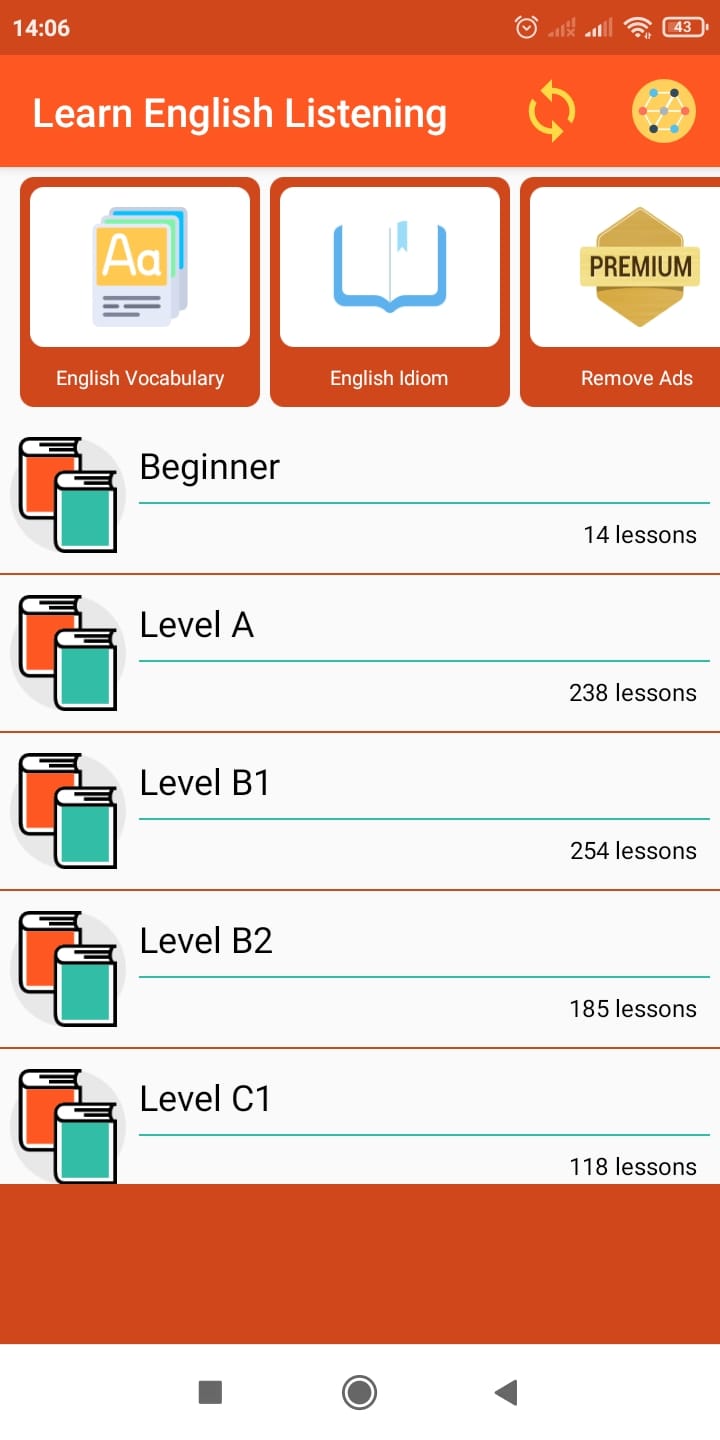 14:06
43
Learn English Listening
Aa
PREMIUM
English Vocabulary
English Idiom
Remove Ads
Beginner
14 lessons
Level A
238 lessons
Level B1
254 lessons
Level B2
185 lessons
Level C1
118 lessons